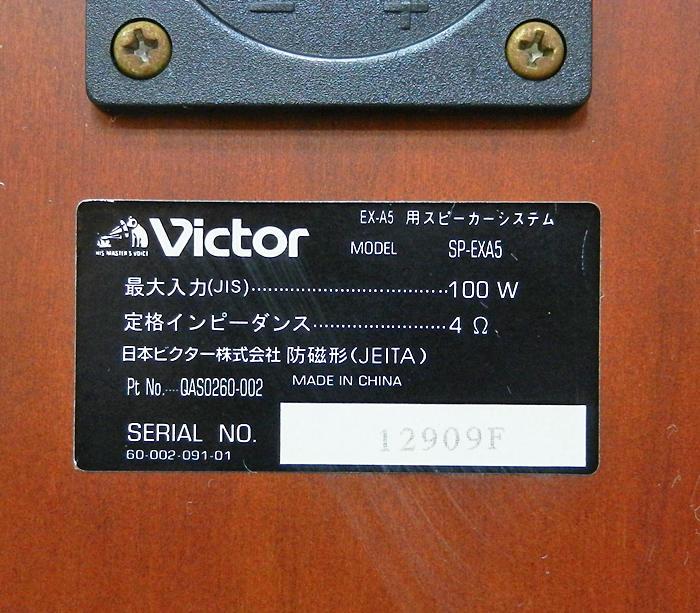 − +
EX-A5 用スピーカーシステム
HIS MASTER'S VOICE
Victor MODEL SP-EXA5
最大入力(JIS)......................................100 W
定格インピーダンス........................4 Ω
日本ビクター株式会社 防磁形(JEITA)
Pt No.....QAS0260-002 MADE IN CHINA
SERIAL NO. 12909F
60-002-091-01